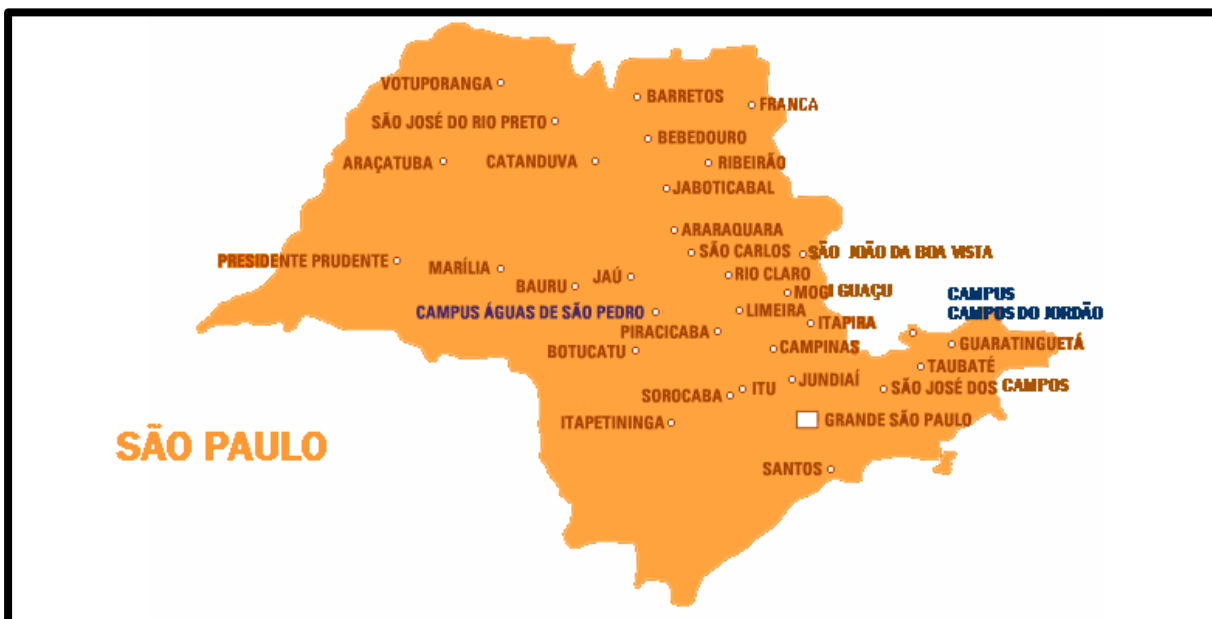 VOTUPORANGA
BARRETOS
FRANCA
SÃO JOSÉ DO RIO PRETO
BEBEDOURO
ARAÇATUBA
CATANDUVA
RIBEIRÃO
JABOTICABAL
ARARAQUARA
SÃO CARLOS
SÃO JOÃO DA BOA VISTA
PRESIDENTE PRUDENTE
MARÍLIA
JAÚ
RIO CLARO
BAURU
MOGI GUAÇU
CAMPUS
CAMPOS DO JORDÃO
CAMPUS ÁGUAS DE SÃO PEDRO
LIMEIRA
ITAPIRA
PIRACICABA
GUARATINGUETÁ
BOTUCATU
CAMPINAS
TAUBATÉ
JUNDIAÍ
SÃO JOSÉ DOS CAMPOS
SOROCABA
ITU
ITAPETININGA
GRANDE SÃO PAULO
SÃO PAULO
SANTOS